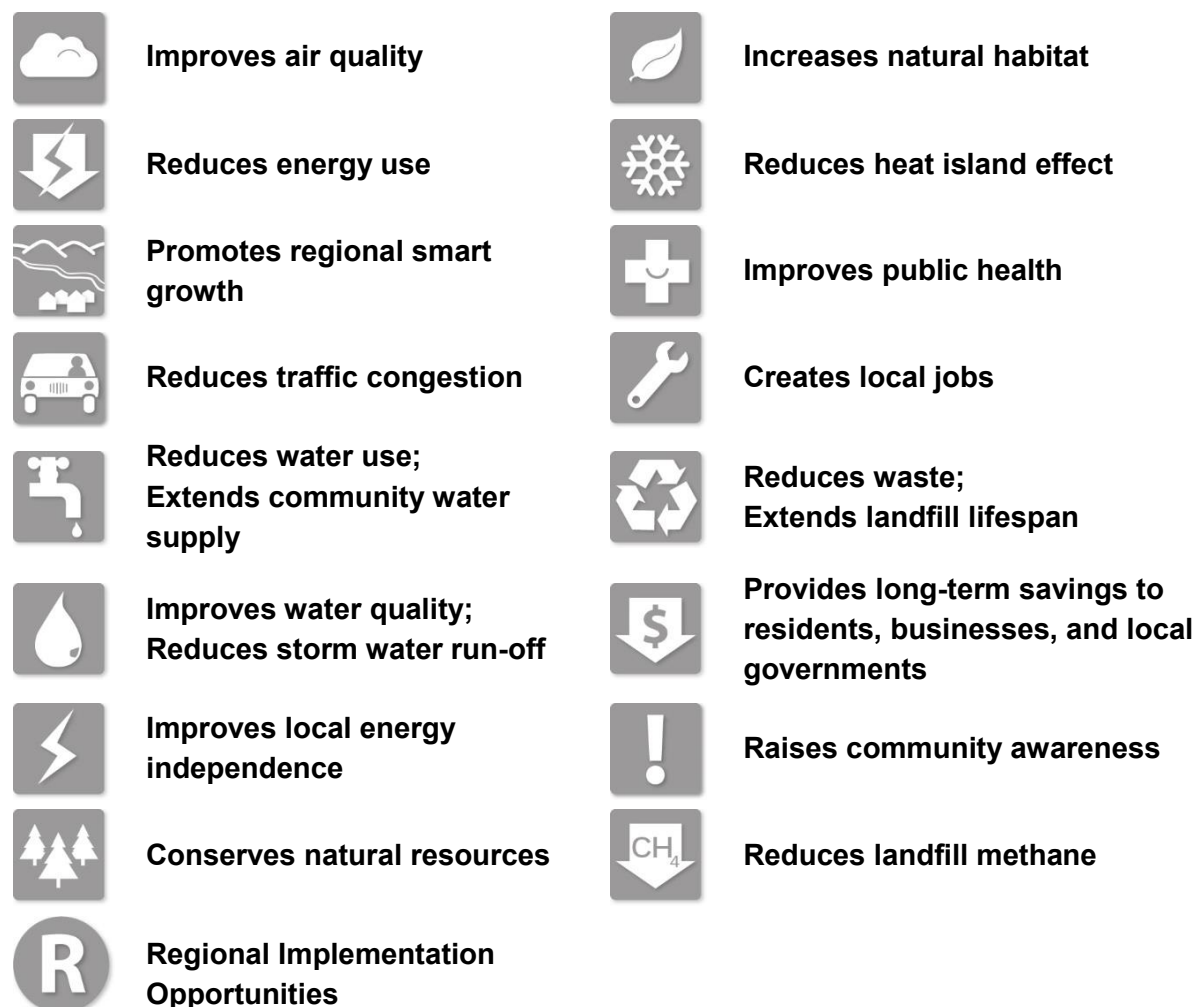 Improves air quality
Increases natural habitat
Reduces energy use
Reduces heat island effect
Promotes regional smart
growth
Improves public health
Reduces traffic congestion
Creates local jobs
Reduces water use;
Extends community water
supply
Reduces waste;
Extends landfill lifespan
Improves water quality;
Reduces storm water run-off
$
Provides long-term savings to
residents, businesses, and local
governments
Improves local energy
independence
!
Raises community awareness
Conserves natural resources
CH4
Reduces landfill methane
R
Regional Implementation
Opportunities